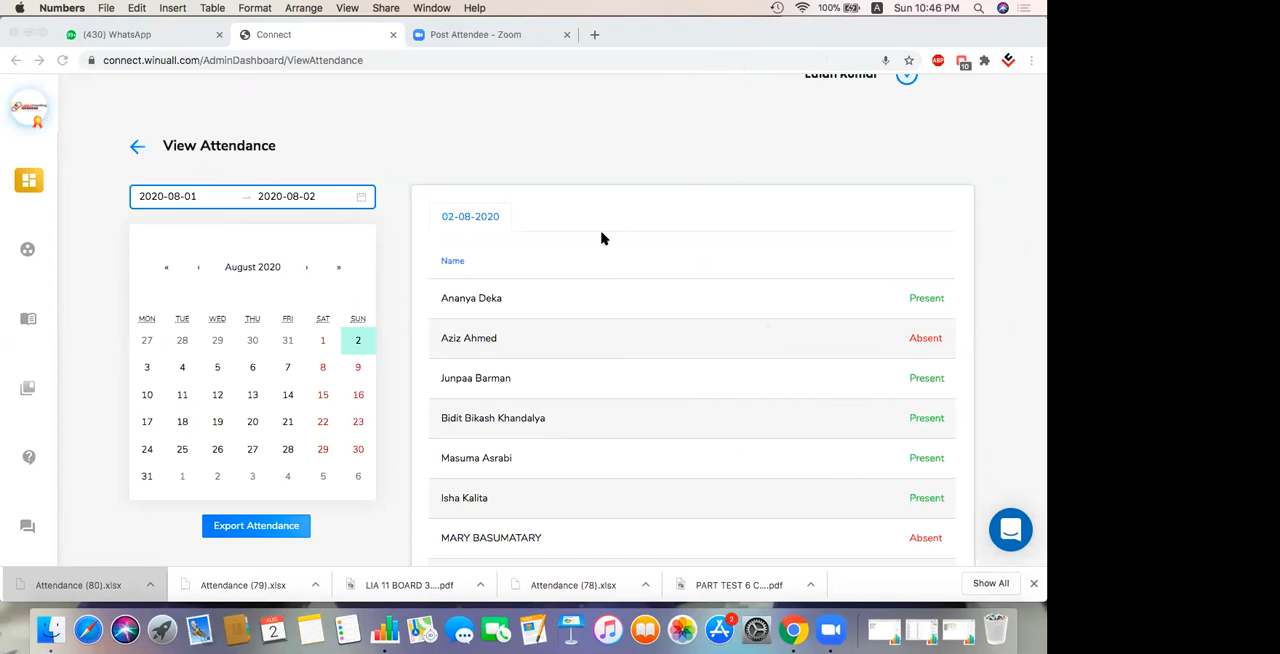 Numbers File Edit Insert Table Format Arrange View Share Window Help 100% A Sun 10:46 PM
(430) WhatsApp × Connect × Post Attendee - Zoom × +
connect.winuall.com/AdminDashboard/ViewAttendance ABP 10
View Attendance
2020-08-01 → 2020-08-02
02-08-2020
« ‹ August 2020 › »
MON TUE WED THU FRI SAT SUN
27 28 29 30 31 1 2
3 4 5 6 7 8 9
10 11 12 13 14 15 16
17 18 19 20 21 22 23
24 25 26 27 28 29 30
31 1 2 3 4 5 6
Export Attendance
Name
Ananya Deka Present
Aziz Ahmed Absent
Junpaa Barman Present
Bidit Bikash Khandalya Present
Masuma Asrabi Present
Isha Kalita Present
MARY BASUMATARY Absent
Attendance (80).xlsx Attendance (79).xlsx LIA 11 BOARD 3....pdf Attendance (78).xlsx PART TEST 6 C....pdf Show All ×
AUG
2
2